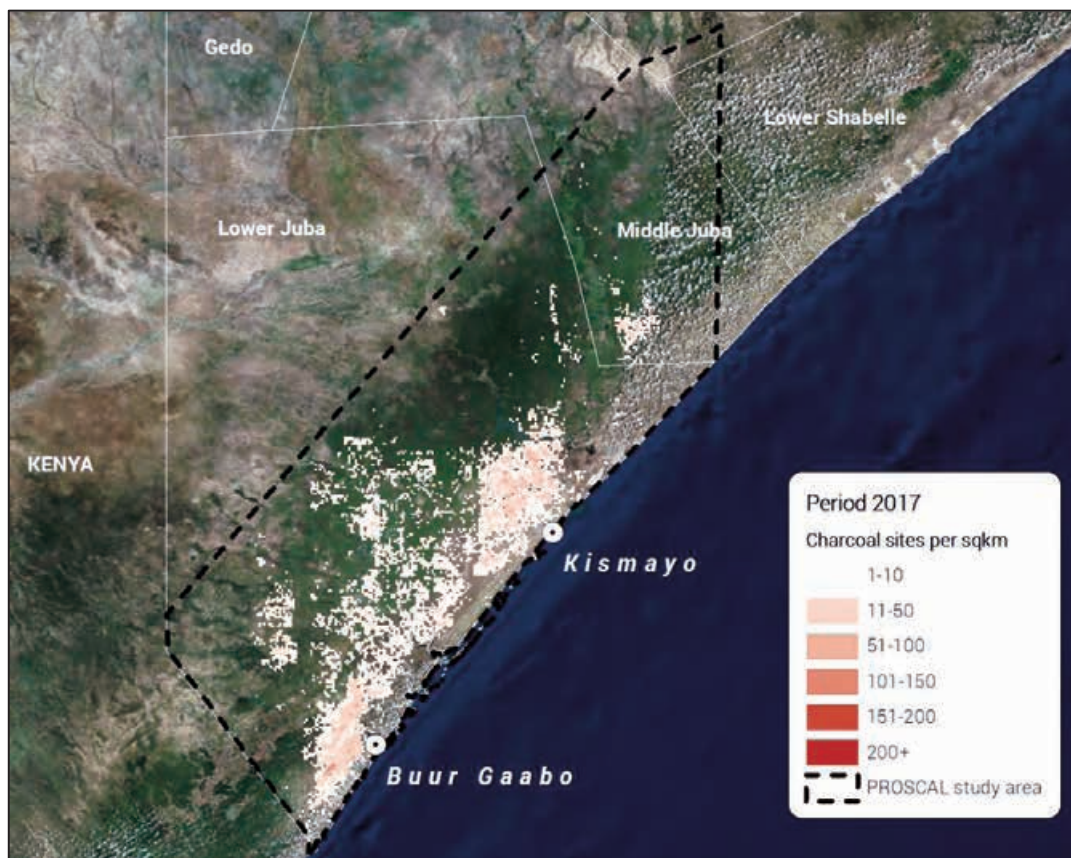 Gedo
Lower Shabelle
Lower Juba
Middle Juba
KENYA
Kismayo
Buur Gaabo
Period 2017
Charcoal sites per sqkm
1-10
11-50
51-100
101-150
151-200
200+
PROSCAL study area